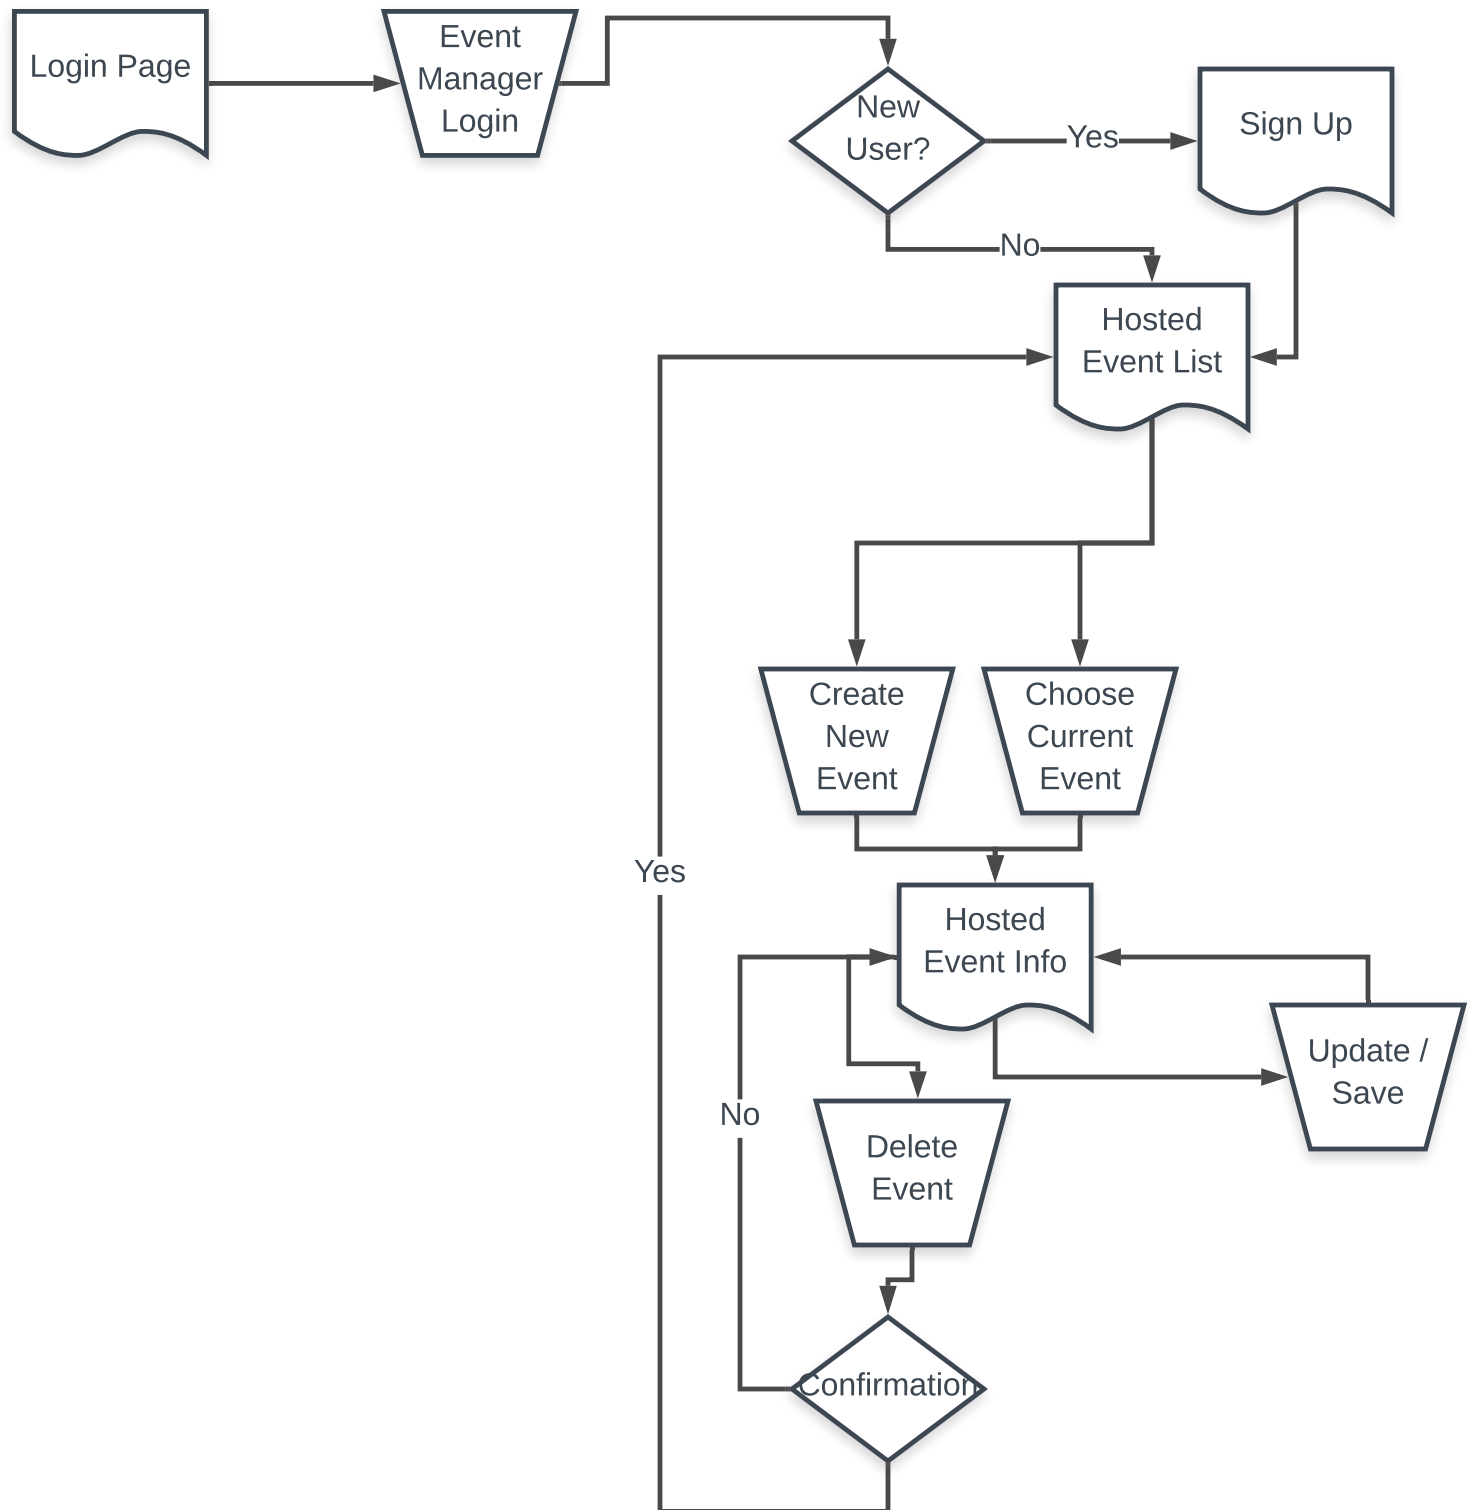 Login Page
Event
Manager
Login
New
User?
Yes
Sign Up
No
Hosted
Event List
Create
New
Event
Choose
Current
Event
Yes
Hosted
Event Info
Update /
Save
No
Delete
Event
Confirmation